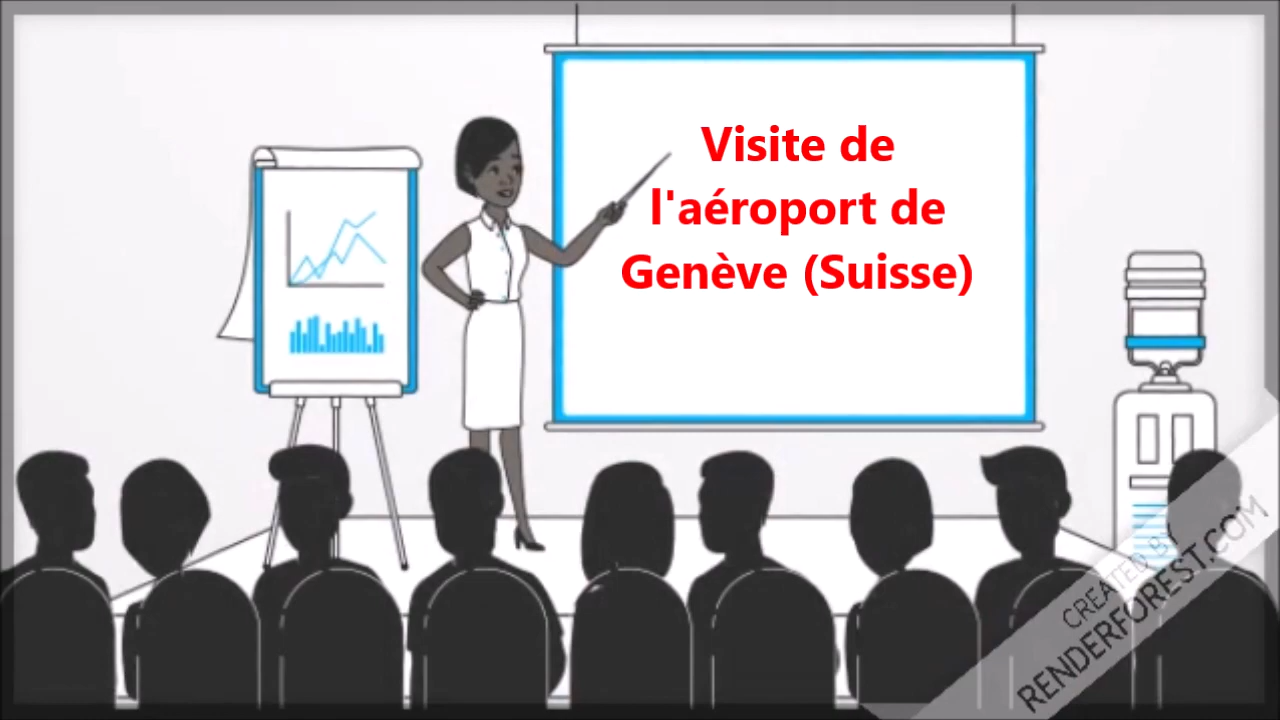 Visite de
l'aéroport de
Genève (Suisse)
CREATED BY
RENDERFOREST.COM